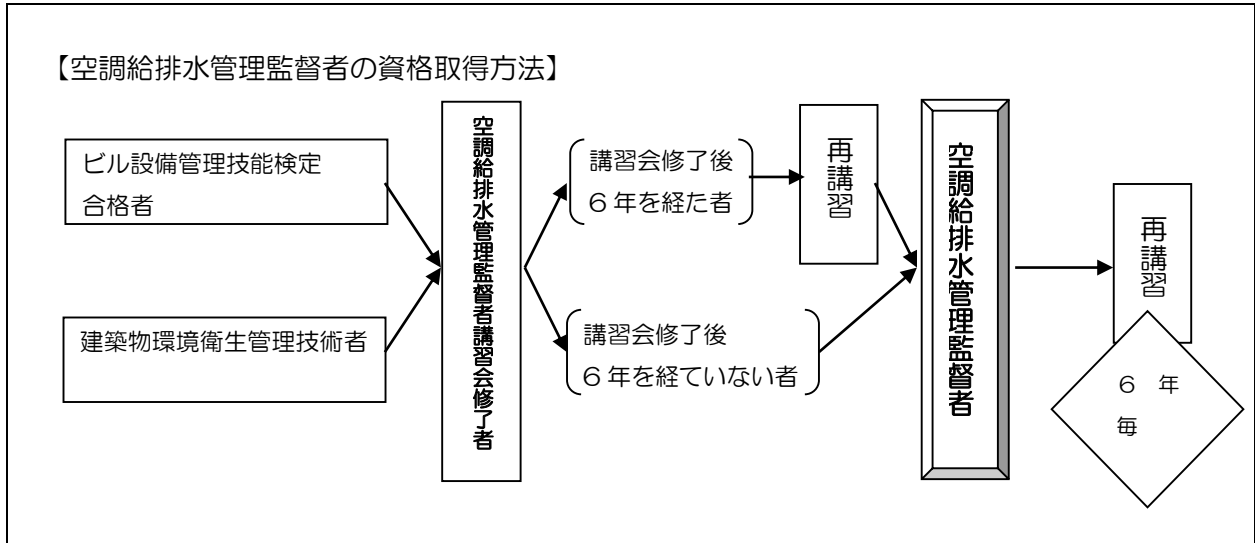 【空調給排水管理監督者の資格取得方法】
ビル設備管理技能検定
合格者
建築物環境衛生管理技術者
空調給排水管理監督者講習会修了者
講習会修了後
6年を経た者
講習会修了後
6年を経ていない者
再講習
空調給排水管理監督者
再講習
6 年
毎